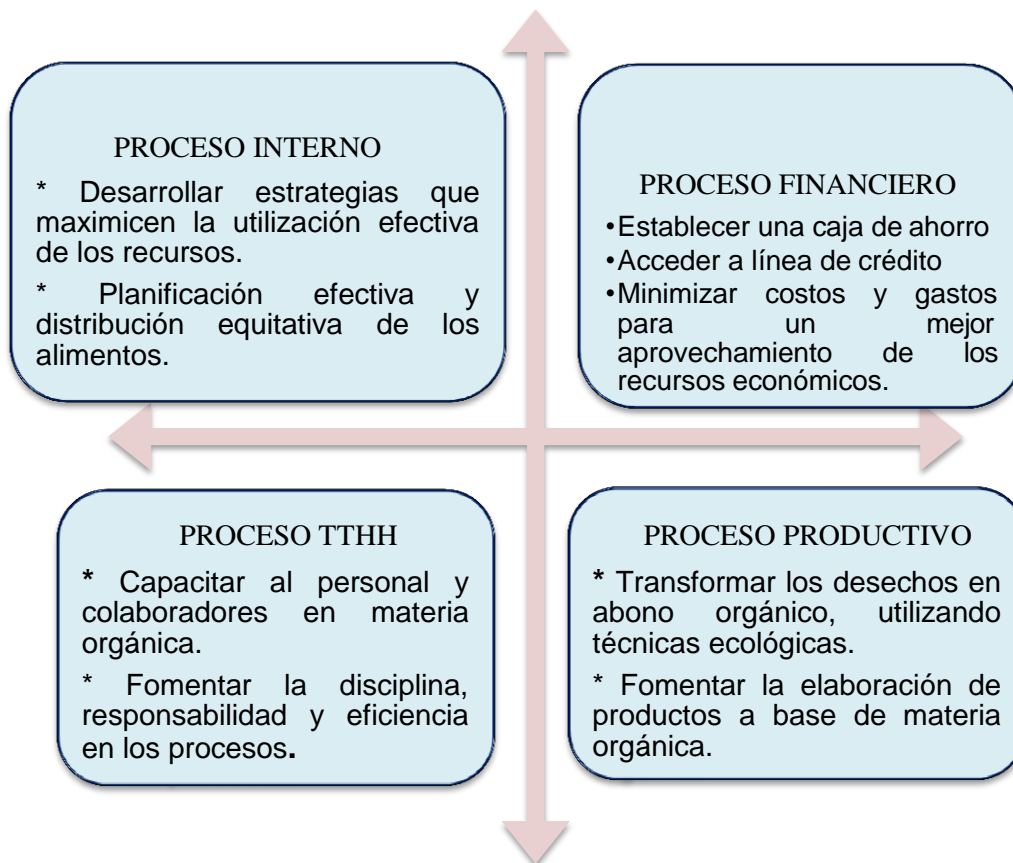 PROCESO INTERNO
* Desarrollar estrategias que
maximicen la utilización efectiva
de los recursos.
* Planificación efectiva y
distribución equitativa de los
alimentos.
PROCESO FINANCIERO
•Establecer una caja de ahorro
•Acceder a línea de crédito
•Minimizar costos y gastos
para un mejor
aprovechamiento de los
recursos económicos.
PROCESO TTHH
* Capacitar al personal y
colaboradores en materia
orgánica.
* Fomentar la disciplina,
responsabilidad y eficiencia
en los procesos.
PROCESO PRODUCTIVO
* Transformar los desechos en
abono orgánico, utilizando
técnicas ecológicas.
* Fomentar la elaboración de
productos a base de materia
orgánica.